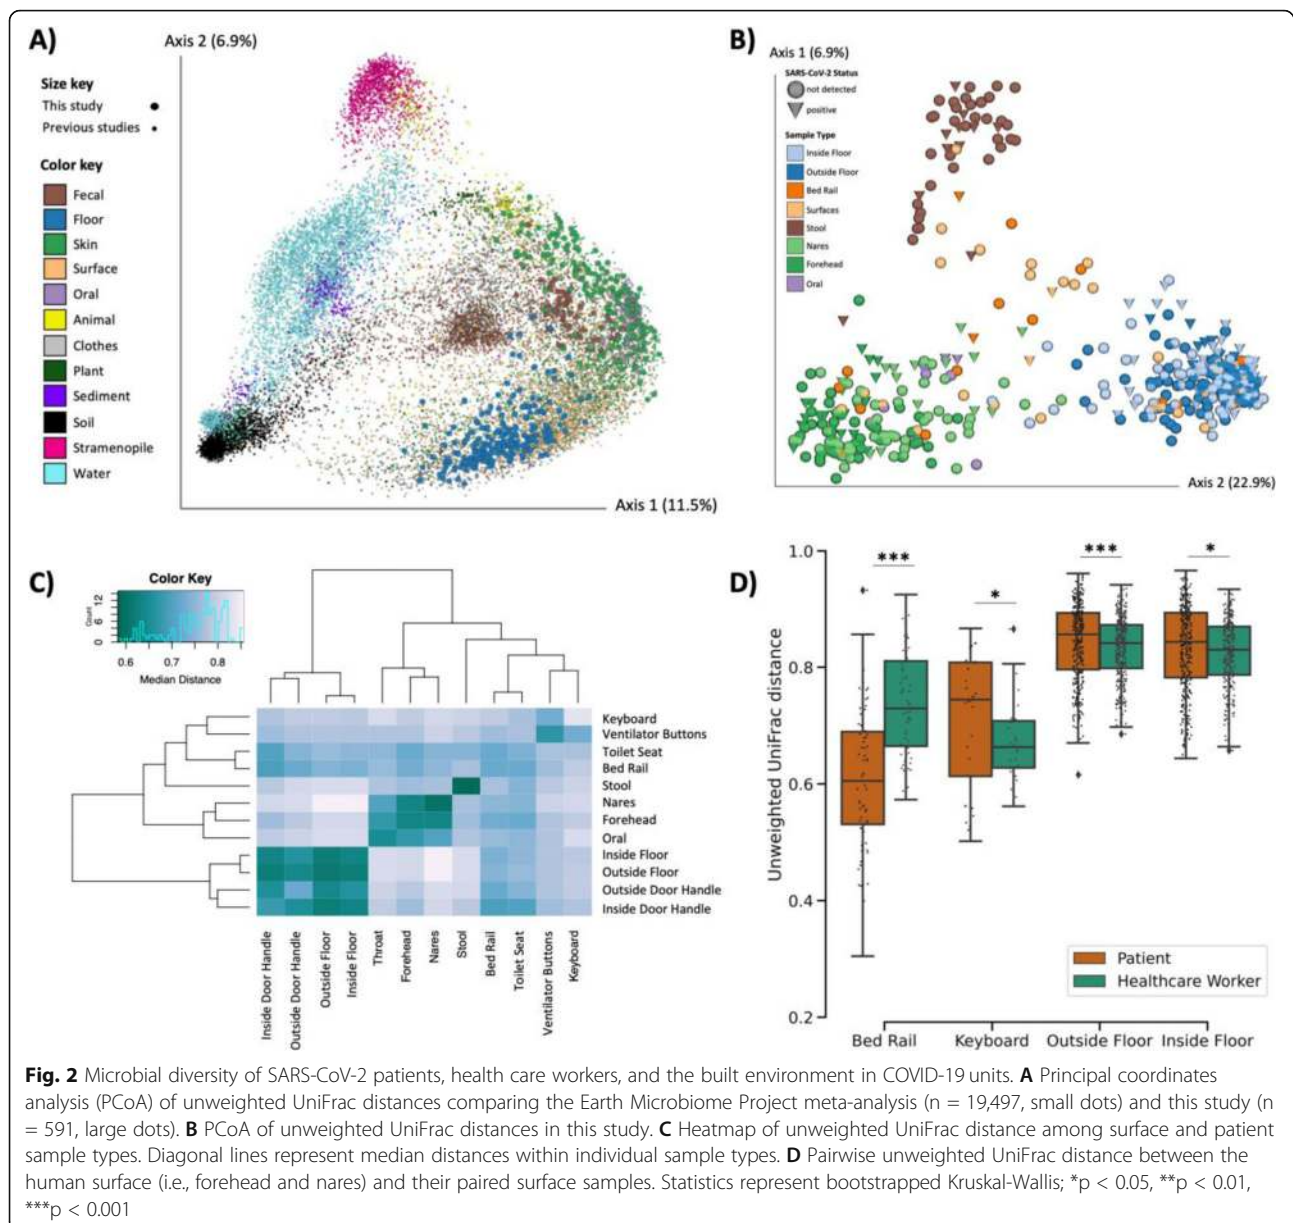 A)
Axis 2 (6.9%)
Size key
This study
Previous studies
Color key
Fecal
Floor
Skin
Surface
Oral
Animal
Clothes
Plant
Sediment
Soil
Stramenopile
Water
Axis 1 (11.5%)
B)
Axis 1 (6.9%)
SARS-CoV-2 Status
not detected
positive
Sample Type
Inside Floor
Outside Floor
Bed Rail
Surfaces
Stool
Nares
Forehead
Oral
Axis 2 (22.9%)
C)
Color Key
Count
0 6 12
0.6 0.7 0.8
Median Distance
Keyboard
Ventilator Buttons
Toilet Seat
Bed Rail
Stool
Nares
Forehead
Oral
Inside Floor
Outside Floor
Outside Door Handle
Inside Door Handle
Inside Door Handle
Outside Door Handle
Outside Floor
Inside Floor
Throat
Forehead
Nares
Stool
Bed Rail
Toilet Seat
Ventilator Buttons
Keyboard
D)
Unweighted UniFrac distance
1.0
0.8
0.6
0.4
0.2
***
*
***
*
Patient
Healthcare Worker
Bed Rail Keyboard Outside Floor Inside Floor
Fig. 2 Microbial diversity of SARS-CoV-2 patients, health care workers, and the built environment in COVID-19 units. A Principal coordinates
analysis (PCoA) of unweighted UniFrac distances comparing the Earth Microbiome Project meta-analysis (n = 19,497, small dots) and this study (n
= 591, large dots). B PCoA of unweighted UniFrac distances in this study. C Heatmap of unweighted UniFrac distance among surface and patient
sample types. Diagonal lines represent median distances within individual sample types. D Pairwise unweighted UniFrac distance between the
human surface (i.e., forehead and nares) and their paired surface samples. Statistics represent bootstrapped Kruskal-Wallis; *p < 0.05, **p < 0.01,
***p < 0.001